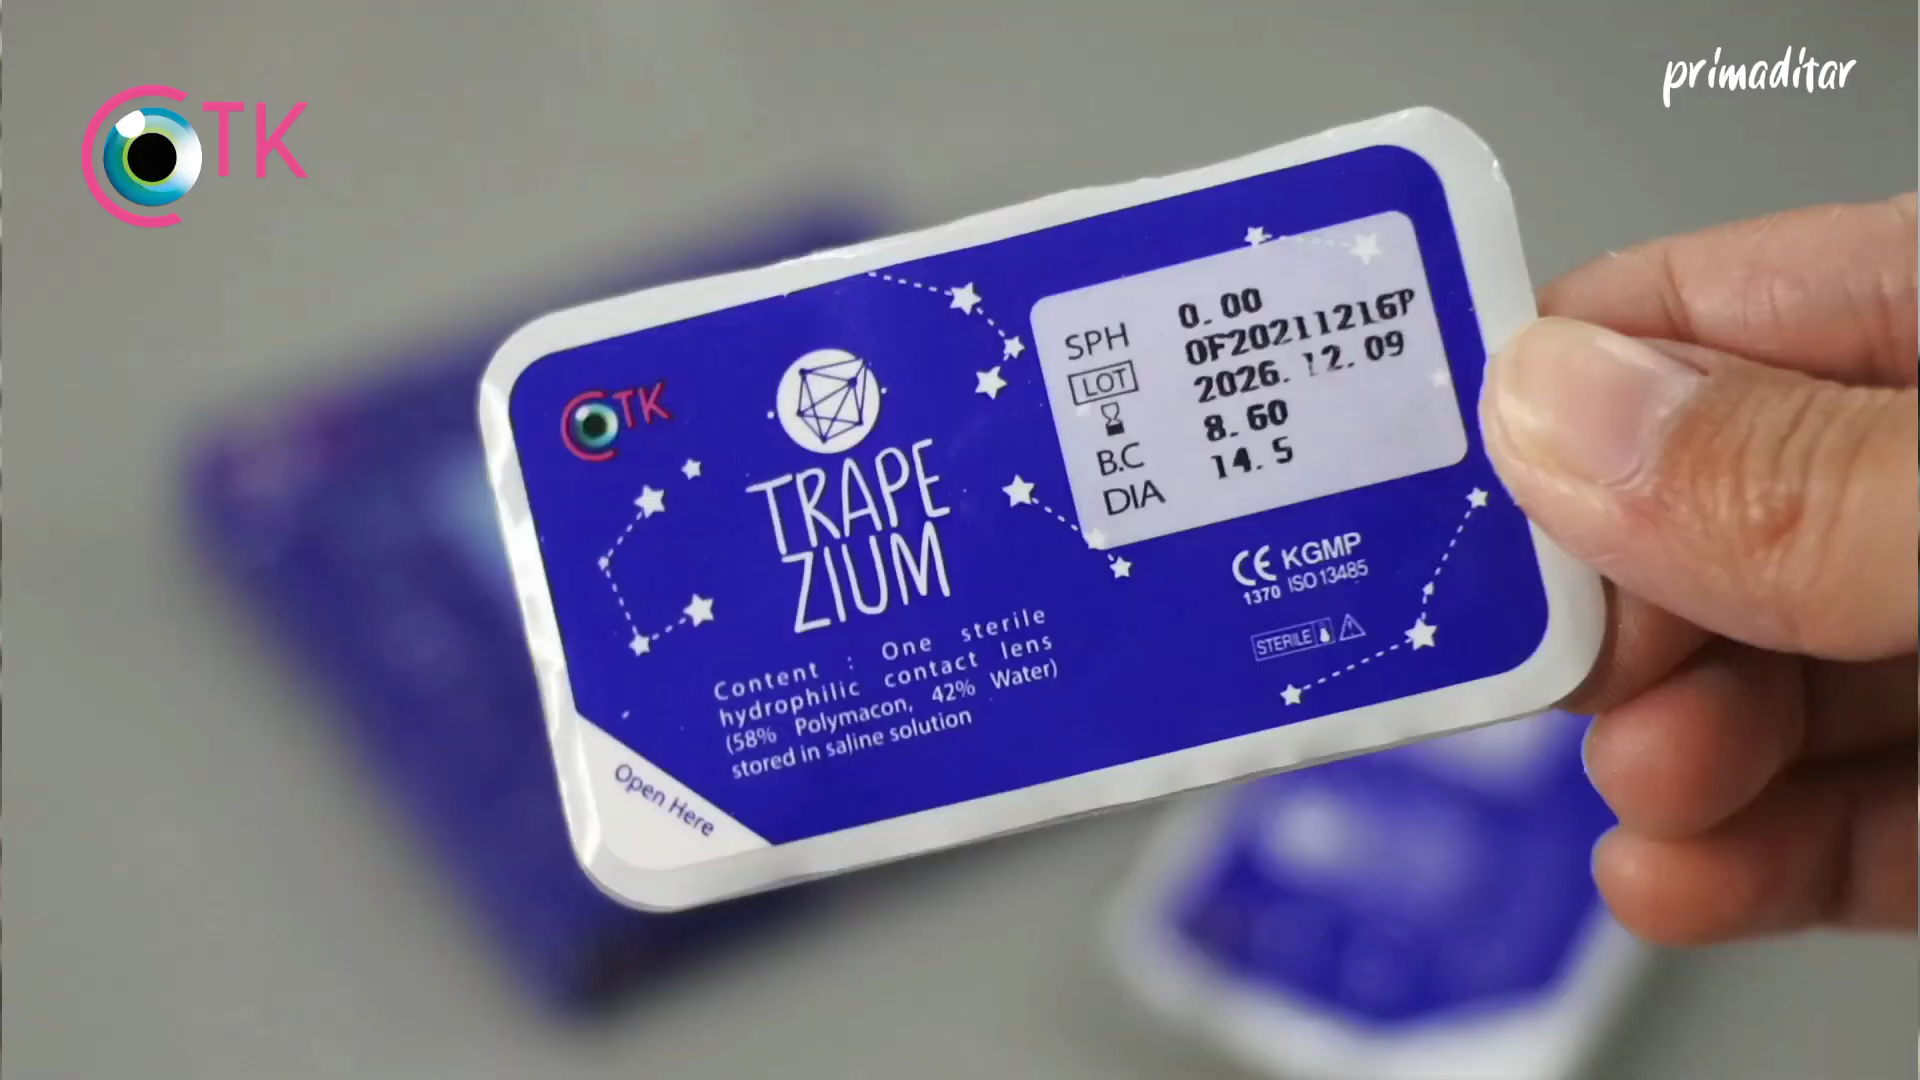 TK
primaditar
TK
TRAPE
ZIUM
Content : One sterile
hydrophilic contact lens
(58% Polymacon, 42% Water)
stored in saline solution
Open Here
SPH 0.00
LOT 0F20211216P
2026.12.09
B.C 8.60
DIA 14.5
CE KGMP
1370 ISO 13485
STERILE